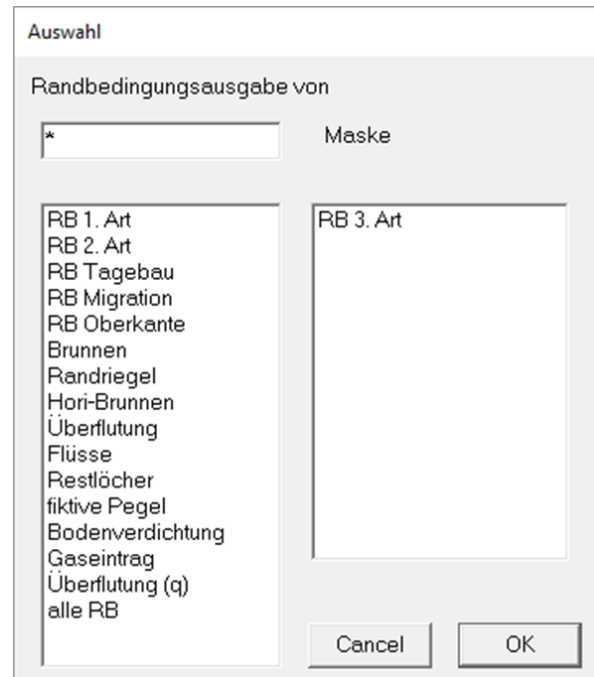 Auswahl
Randbedingungsausgabe von
*
Maske
RB 1. Art
RB 2. Art
RB Tagebau
RB Migration
RB Oberkante
Brunnen
Randriegel
Hori-Brunnen
Überflutung
Flüsse
Restlöcher
fiktive Pegel
Bodenverdichtung
Gaseintrag
Überflutung (q)
alle RB
RB 3. Art
Cancel
OK